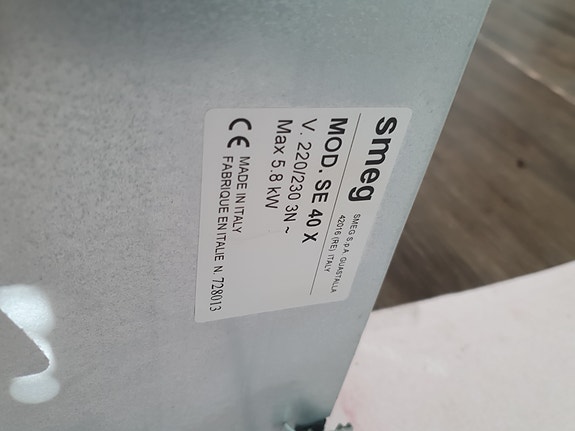 smeg
SMEG S.p.A. GUASTALLA
42016 (RE) ITALY
MOD. SE 40 X
V. 220/230 3N ~
Max 5.8 kW
CE MADE IN ITALY
FABRIQUE EN ITALIE N. 728013